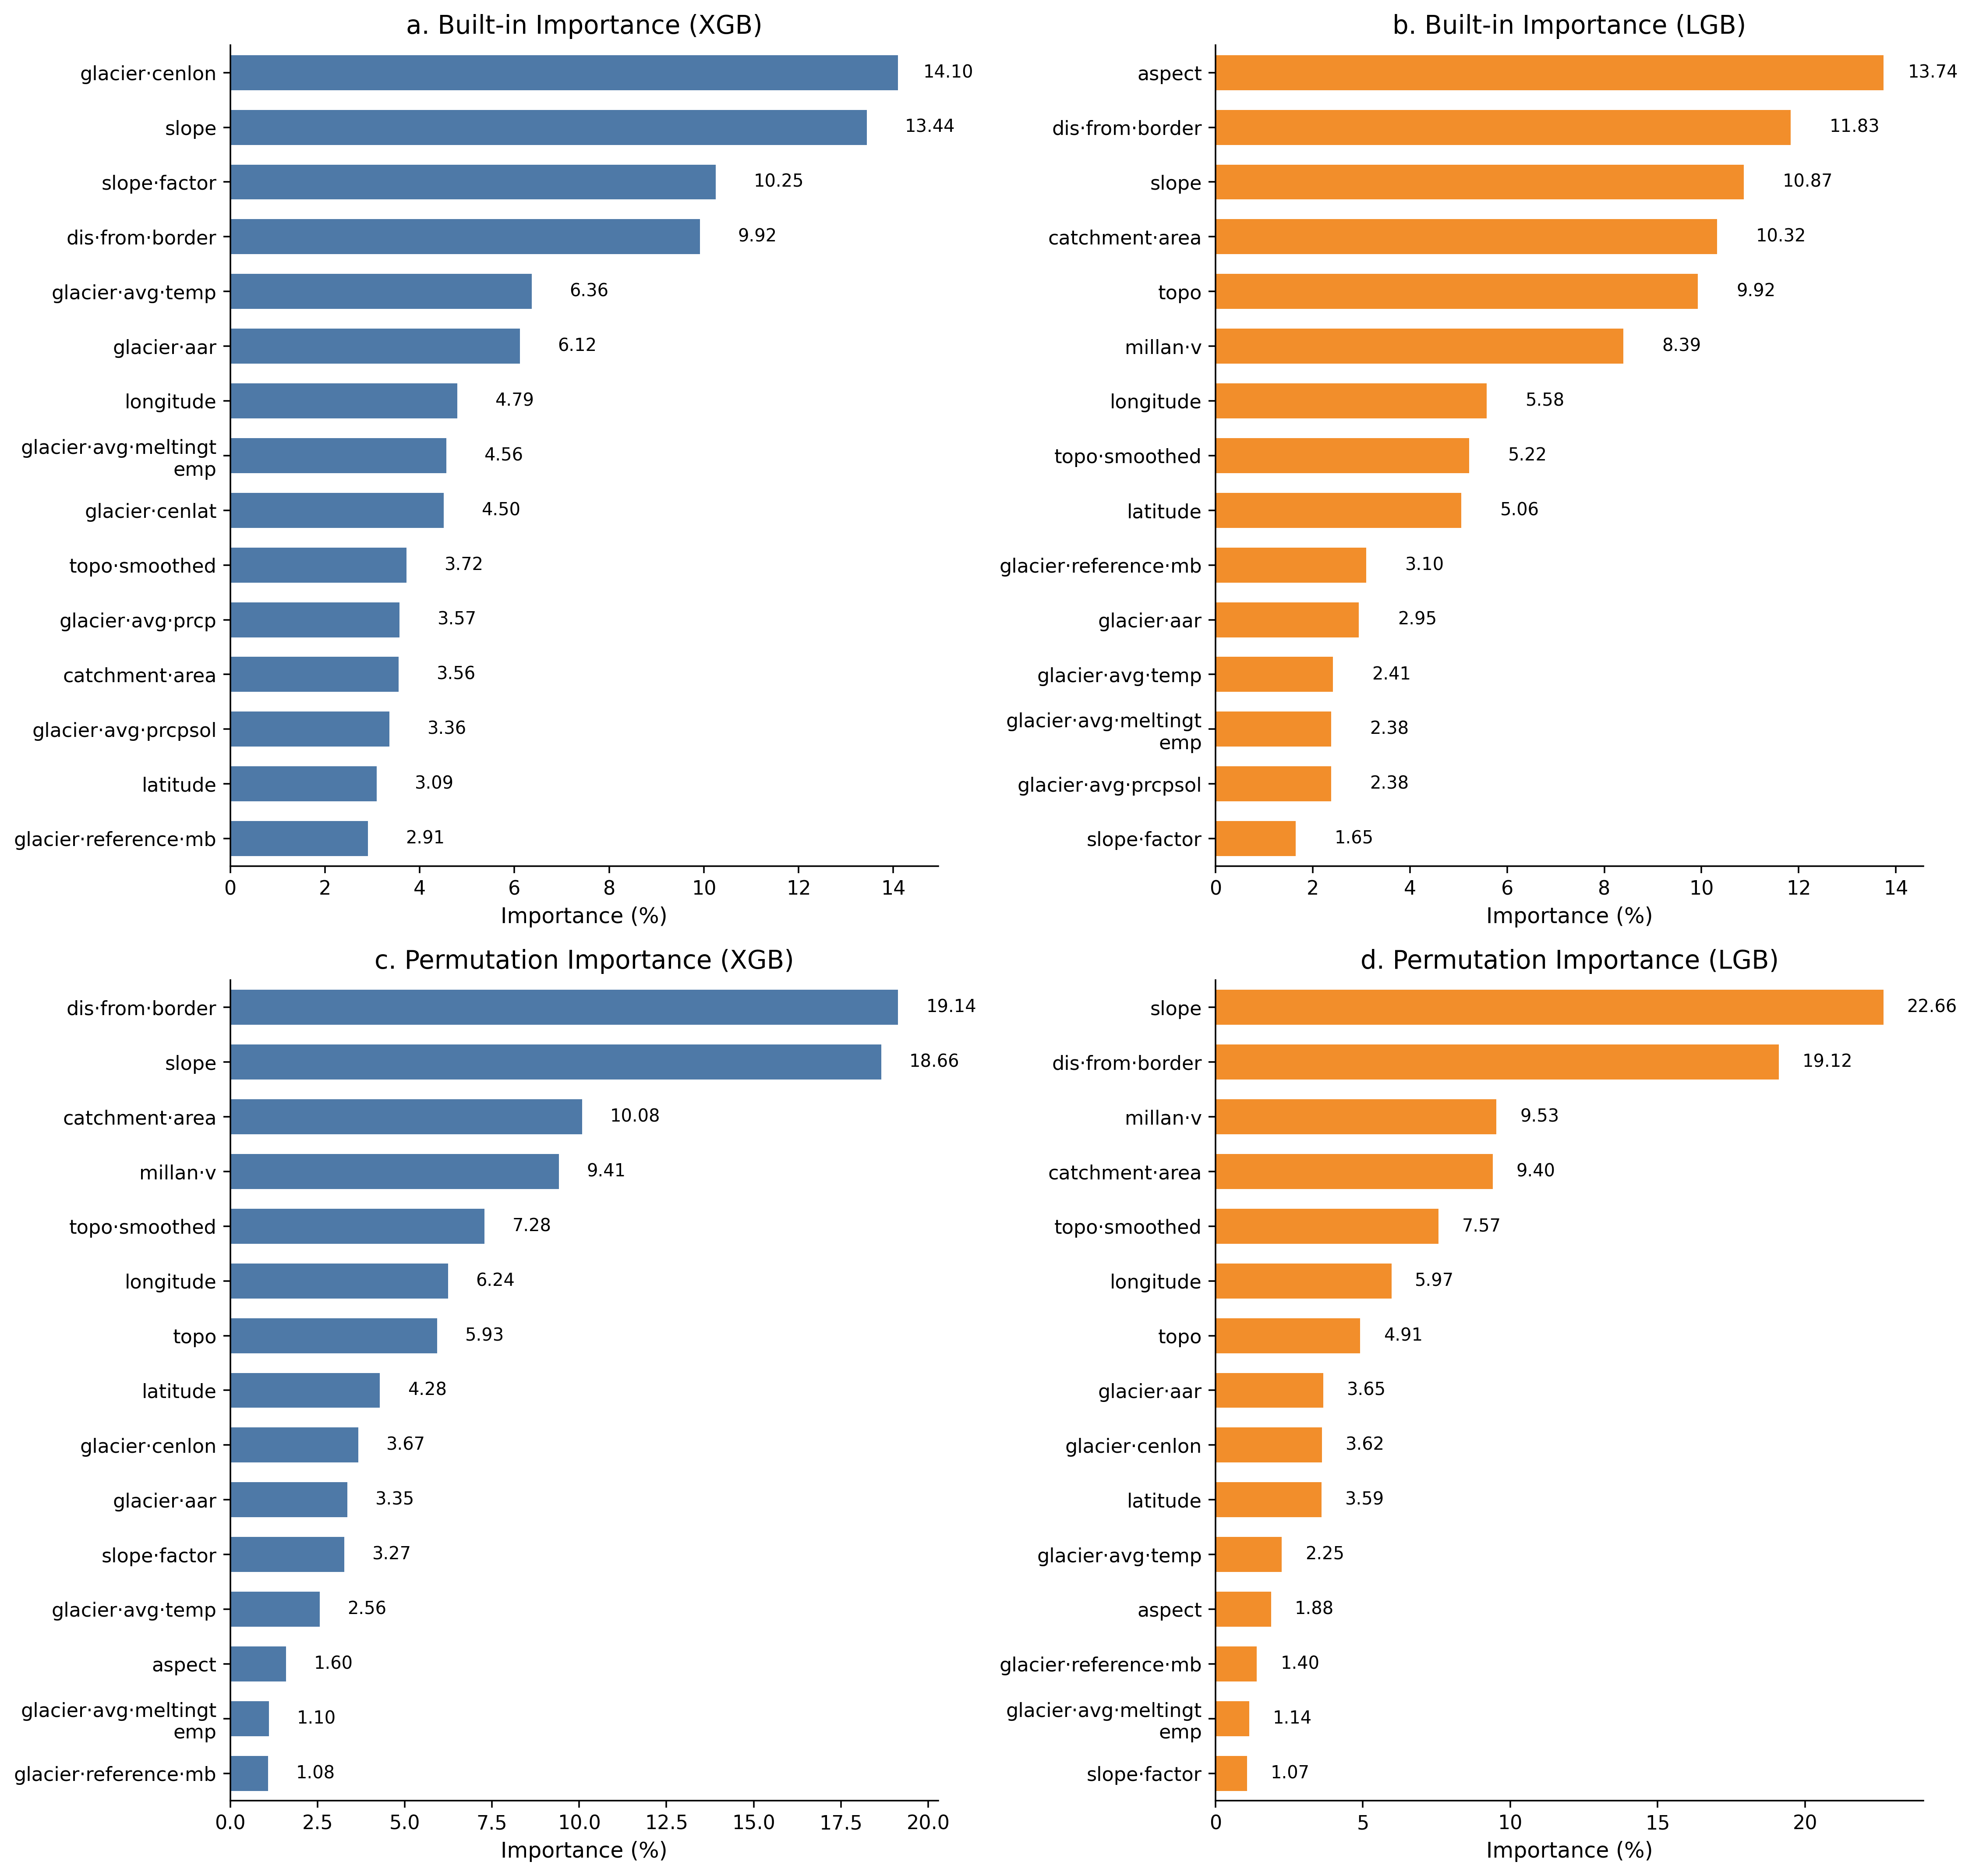 a. Built-in Importance (XGB)
glacier·cenlon 14.10
slope 13.44
slope·factor 10.25
dis·from·border 9.92
glacier·avg·temp 6.36
glacier·aar 6.12
longitude 4.79
glacier·avg·meltingt
emp 4.56
glacier·cenlat 4.50
topo·smoothed 3.72
glacier·avg·prcp 3.57
catchment·area 3.56
glacier·avg·prcpsol 3.36
latitude 3.09
glacier·reference·mb 2.91
0 2 4 6 8 10 12 14
Importance (%)
b. Built-in Importance (LGB)
aspect 13.74
dis·from·border 11.83
slope 10.87
catchment·area 10.32
topo 9.92
millan·v 8.39
longitude 5.58
topo·smoothed 5.22
latitude 5.06
glacier·reference·mb 3.10
glacier·aar 2.95
glacier·avg·temp 2.41
glacier·avg·meltingt
emp 2.38
glacier·avg·prcpsol 2.38
slope·factor 1.65
0 2 4 6 8 10 12 14
Importance (%)
c. Permutation Importance (XGB)
dis·from·border 19.14
slope 18.66
catchment·area 10.08
millan·v 9.41
topo·smoothed 7.28
longitude 6.24
topo 5.93
latitude 4.28
glacier·cenlon 3.67
glacier·aar 3.35
slope·factor 3.27
glacier·avg·temp 2.56
aspect 1.60
glacier·avg·meltingt
emp 1.10
glacier·reference·mb 1.08
0.0 2.5 5.0 7.5 10.0 12.5 15.0 17.5 20.0
Importance (%)
d. Permutation Importance (LGB)
slope 22.66
dis·from·border 19.12
millan·v 9.53
catchment·area 9.40
topo·smoothed 7.57
longitude 5.97
topo 4.91
glacier·aar 3.65
glacier·cenlon 3.62
latitude 3.59
glacier·avg·temp 2.25
aspect 1.88
glacier·reference·mb 1.40
glacier·avg·meltingt
emp 1.14
slope·factor 1.07
0 5 10 15 20
Importance (%)